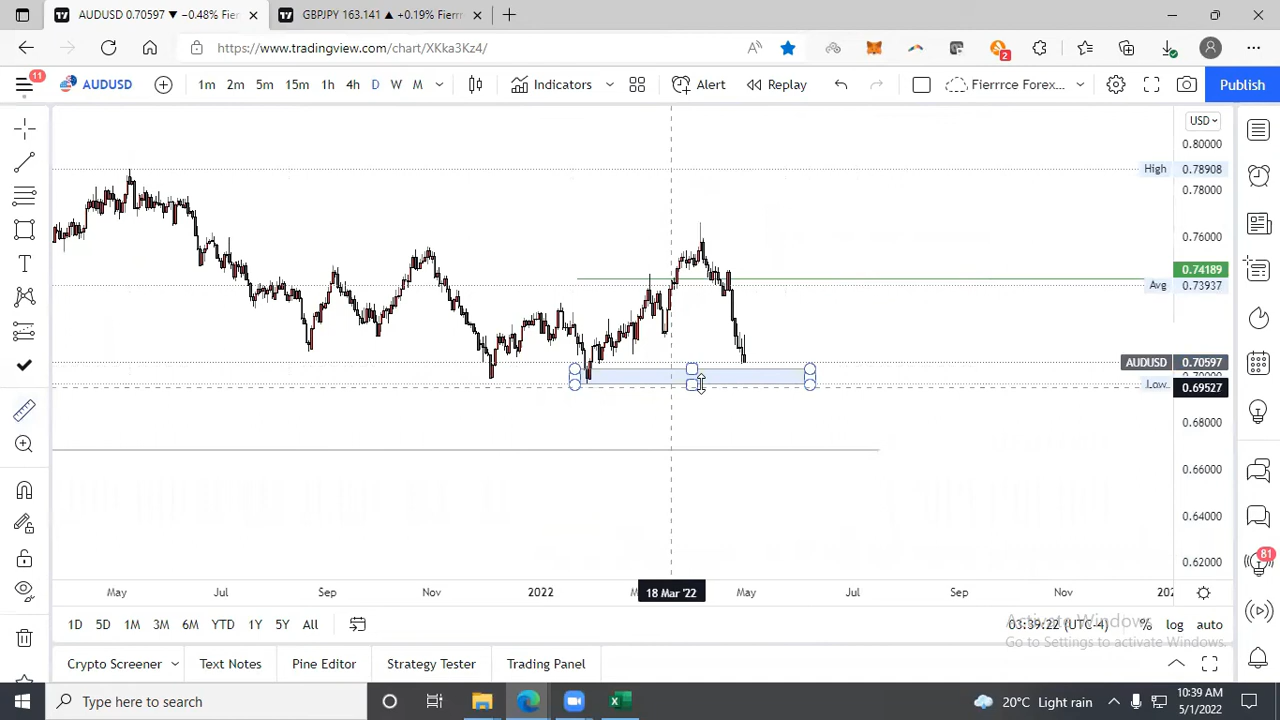 AUDUSD 0.70597 ▼ −0.48% Fier
GBPJPY 163.141 ▲ +0.19% Fierrr
https://www.tradingview.com/chart/XKka3Kz4/
2
11
AUDUSD
1m 2m 5m 15m 1h 4h D W M
Indicators
Alert
Replay
Fierrrce Forex...
Publish
USD
0.80000
High 0.78908
0.78000
0.76000
0.74189
Avg 0.73937
AUDUSD 0.70597
Low
0.69527
0.68000
0.66000
0.64000
0.62000
81
May Jul Sep Nov 2022 18 Mar '22 May Jul Sep Nov 202
1D 5D 1M 3M 6M YTD 1Y 5Y All
03:39:22 (UTC-4) % log auto
Activate Windows
Go to Settings to activate Windows.
Crypto Screener Text Notes Pine Editor Strategy Tester Trading Panel
Type here to search
20°C Light rain
10:39 AM
5/1/2022